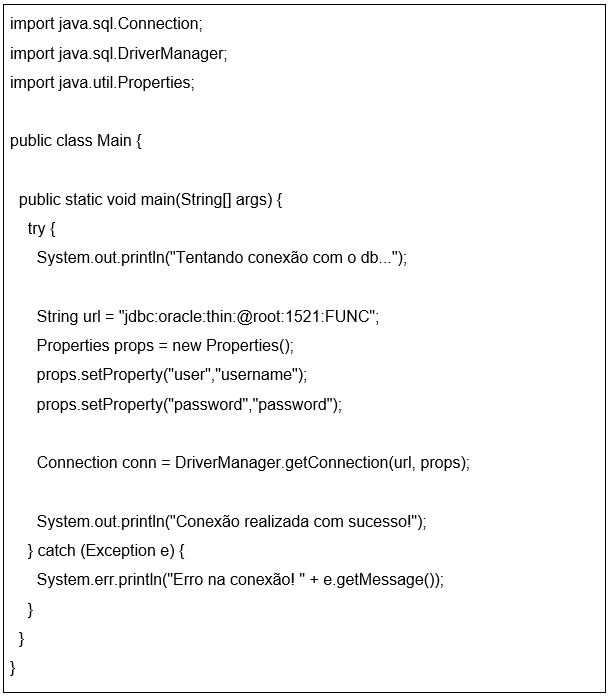 import java.sql.Connection;
import java.sql.DriverManager;
import java.util.Properties;
public class Main {
public static void main(String[] args) {
try {
System.out.println("Tentando conexão com o db...");
String url = "jdbc:oracle:thin:@root:1521:FUNC";
Properties props = new Properties();
props.setProperty("user","username");
props.setProperty("password","password");
Connection conn = DriverManager.getConnection(url, props);
System.out.println("Conexão realizada com sucesso!");
} catch (Exception e) {
System.err.println("Erro na conexão! " + e.getMessage());
}
}
}